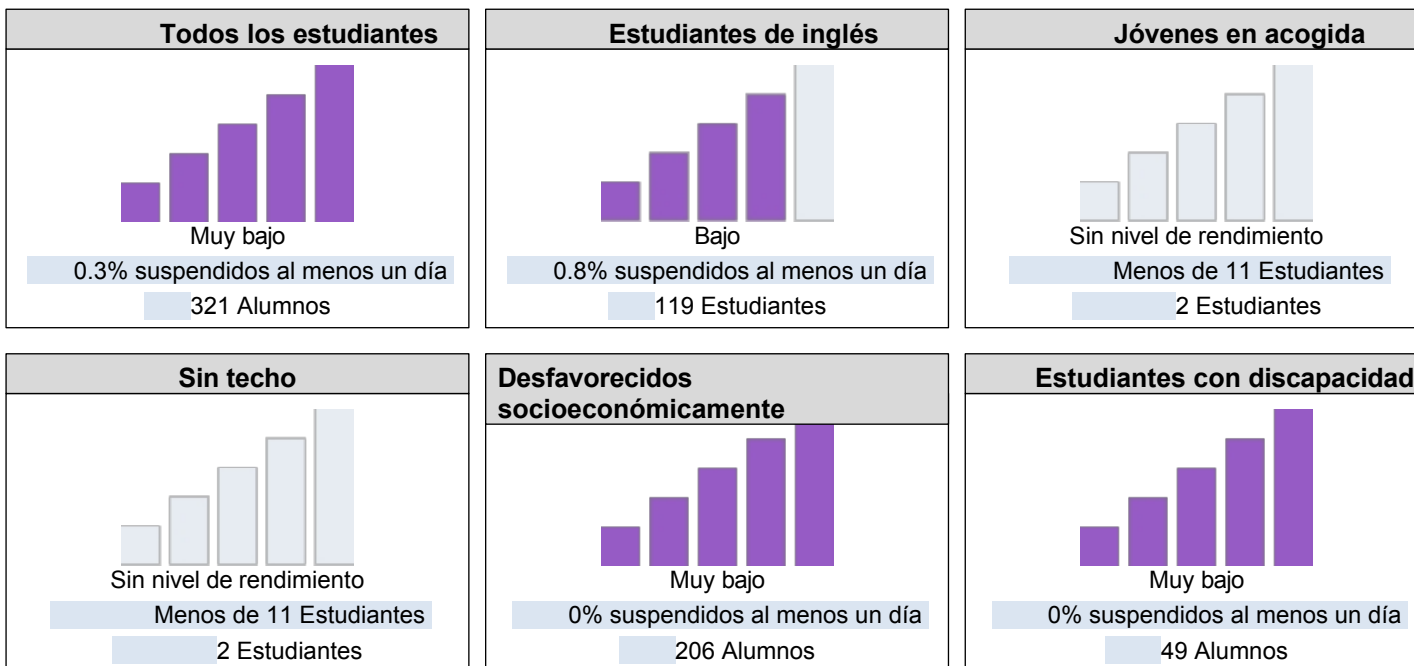 Todos los estudiantes
Muy bajo
0.3% suspendidos al menos un día
321 Alumnos
Estudiantes de inglés
Bajo
0.8% suspendidos al menos un día
119 Estudiantes
Jóvenes en acogida
Sin nivel de rendimiento
Menos de 11 Estudiantes
2 Estudiantes
Sin techo
Sin nivel de rendimiento
Menos de 11 Estudiantes
2 Estudiantes
Desfavorecidos
socioeconómicamente
Muy bajo
0% suspendidos al menos un día
206 Alumnos
Estudiantes con discapacidad
Muy bajo
0% suspendidos al menos un día
49 Alumnos